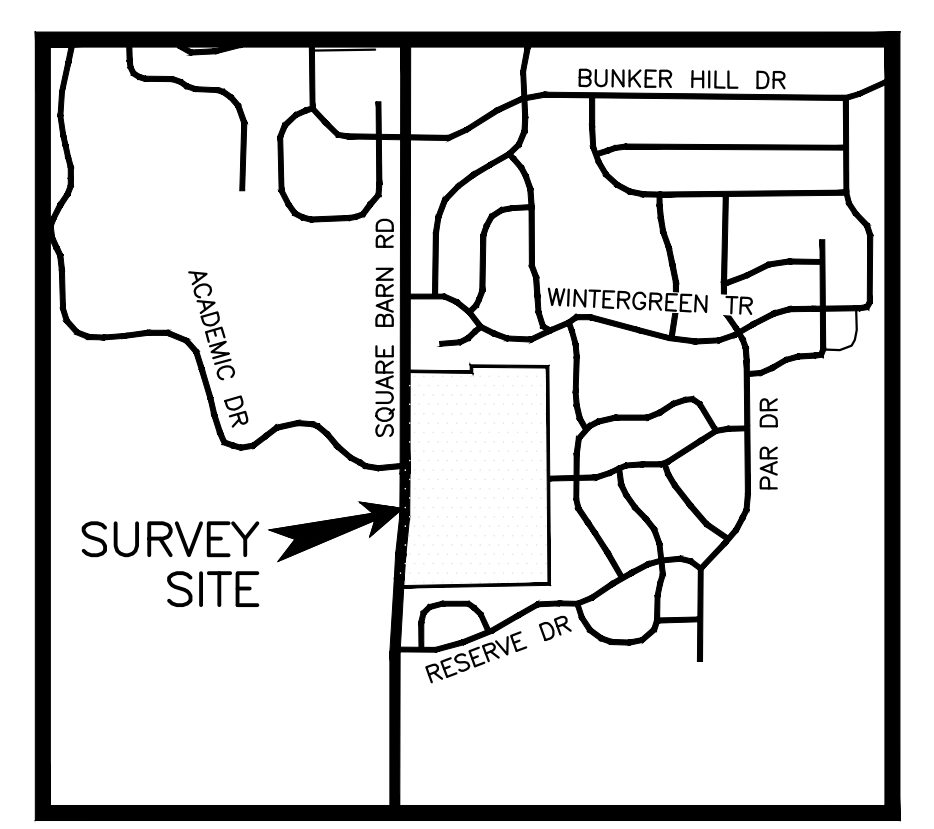 BUNKER HILL DR
SQUARE BARN RD
ACADEMIC DR
WINTERGREEN TR
PAR DR
SURVEY
SITE
RESERVE DR